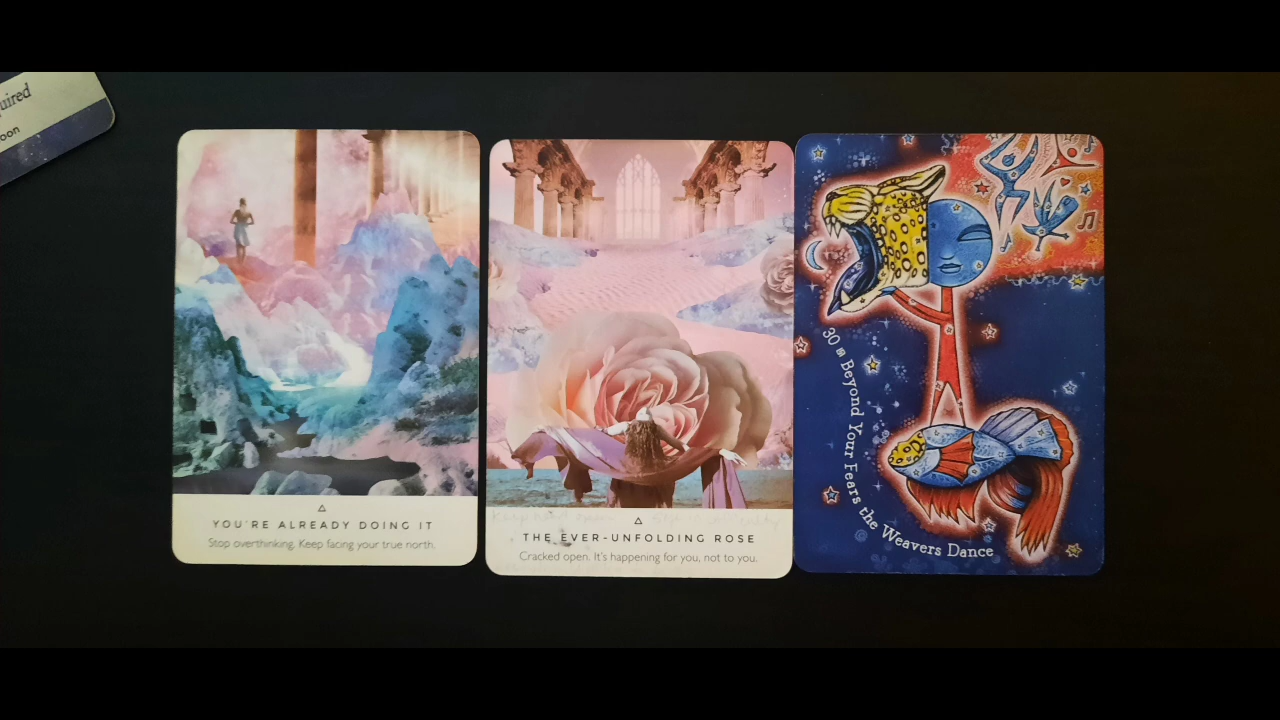 uired
oon
YOU'RE ALREADY DOING IT
Stop overthinking. Keep facing your true north.
THE EVER-UNFOLDING ROSE
Cracked open. It's happening for you, not to you.
30 Beyond Your Fears the Weavers Dance